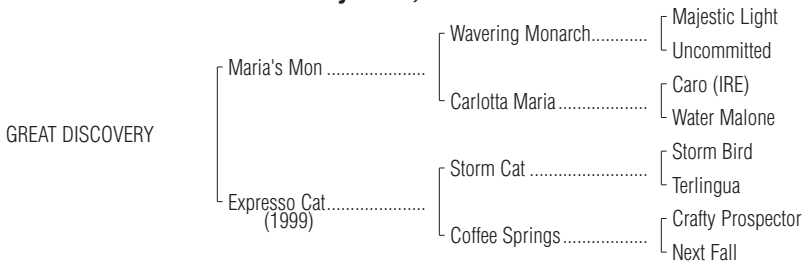 Majestic Light
Wavering Monarch............
Uncommitted
Maria's Mon .....................
Caro (IRE)
Carlotta Maria...................
Water Malone
GREAT DISCOVERY
Storm Bird
Storm Cat .........................
Terlingua
Expresso Cat.....................
(1999)
Crafty Prospector
Coffee Springs..................
Next Fall